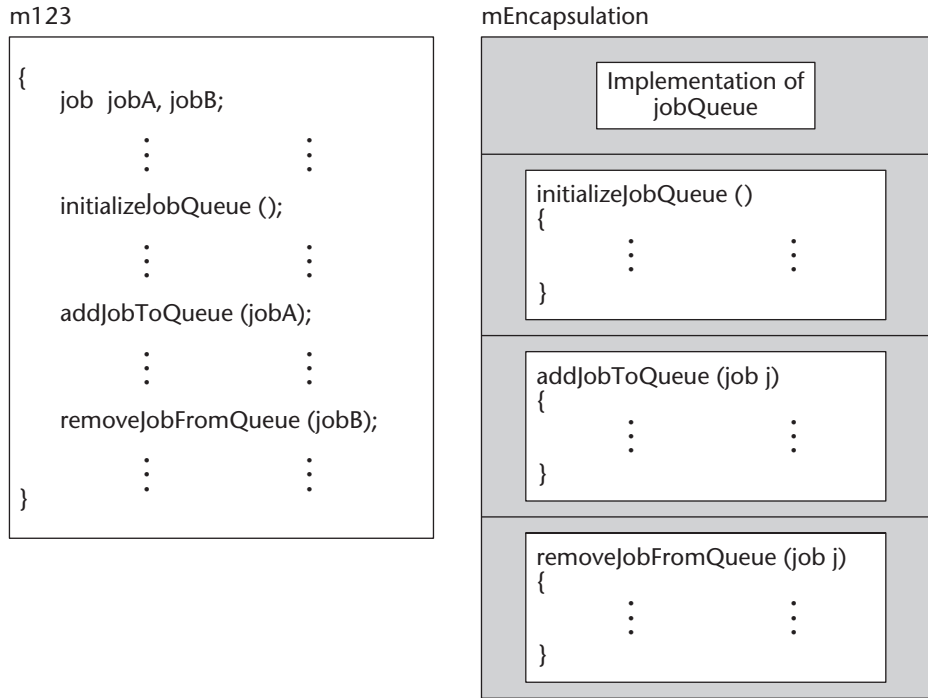 m123
{
job jobA, jobB;
initializeJobQueue ();
addJobToQueue (jobA);
removeJobFromQueue (jobB);
}
mEncapsulation
Implementation of
jobQueue
initializeJobQueue ()
{
}
addJobToQueue (job j)
{
}
removeJobFromQueue (job j)
{
}